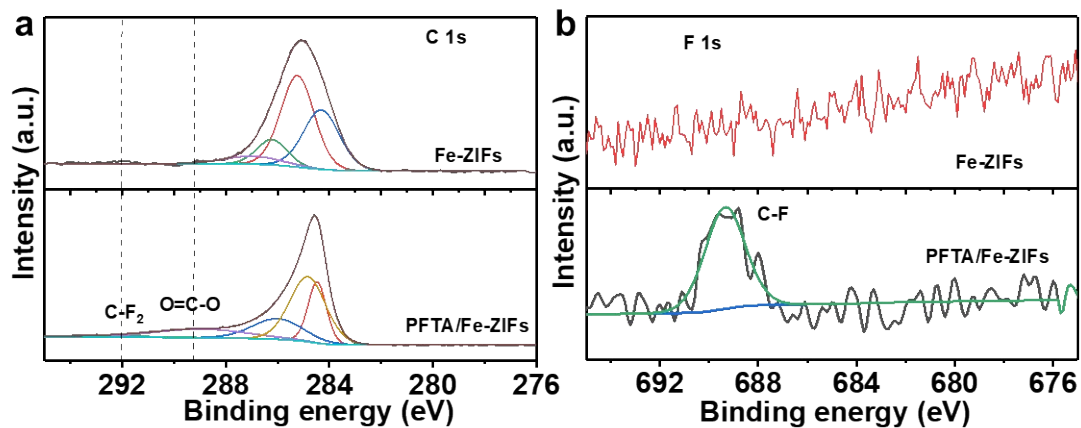 a
C 1s
Fe-ZIFs
C-F₂
O=C-O
PFTA/Fe-ZIFs
292 288 284 280 276
Binding energy (eV)
Intensity (a.u.)
b
F 1s
Fe-ZIFs
C-F
PFTA/Fe-ZIFs
692 688 684 680 676
Binding energy (eV)
Intensity (a.u.)